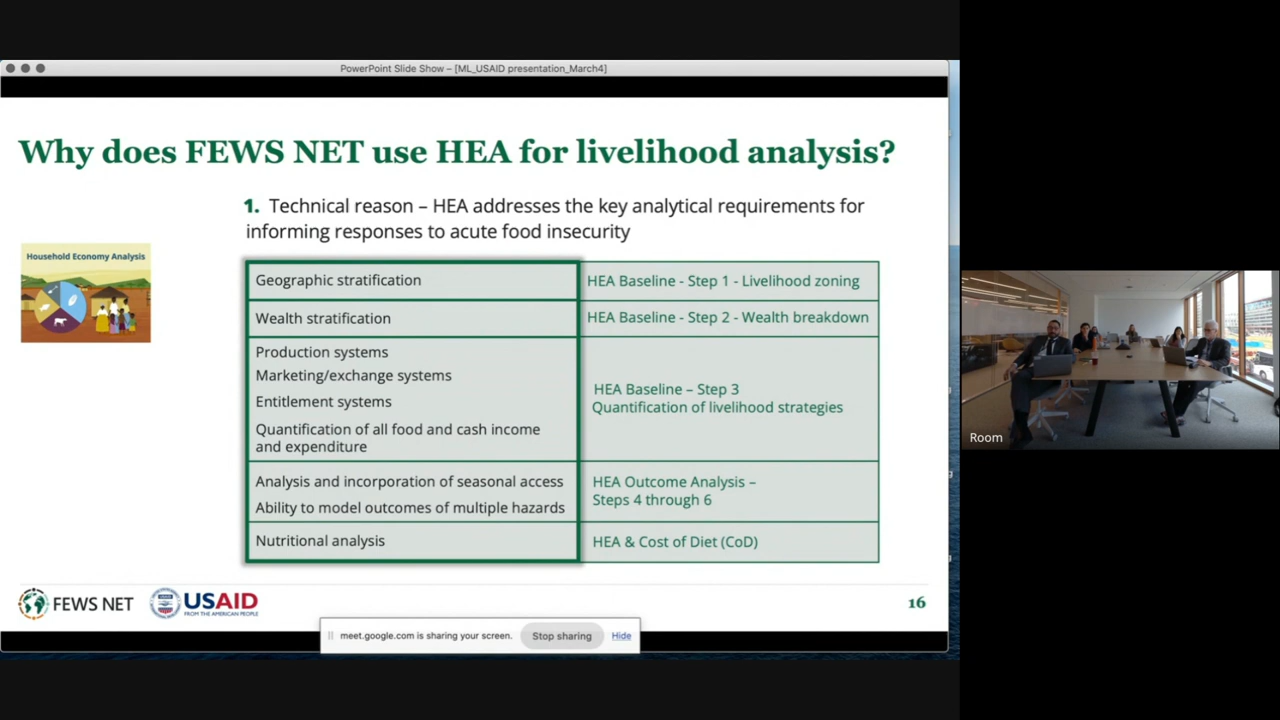 PowerPoint Slide Show – [ML_USAID presentation_March4]
Why does FEWS NET use HEA for livelihood analysis?
1. Technical reason – HEA addresses the key analytical requirements for
informing responses to acute food insecurity
Household Economy Analysis
Geographic stratification
HEA Baseline - Step 1 - Livelihood zoning
Wealth stratification
HEA Baseline - Step 2 - Wealth breakdown
Production systems
Marketing/exchange systems
Entitlement systems
Quantification of all food and cash income
and expenditure
HEA Baseline – Step 3
Quantification of livelihood strategies
Analysis and incorporation of seasonal access
Ability to model outcomes of multiple hazards
HEA Outcome Analysis –
Steps 4 through 6
Nutritional analysis
HEA & Cost of Diet (CoD)
FEWS NET
USAID
FROM THE AMERICAN PEOPLE
16
meet.google.com is sharing your screen.
Stop sharing
Hide
Room